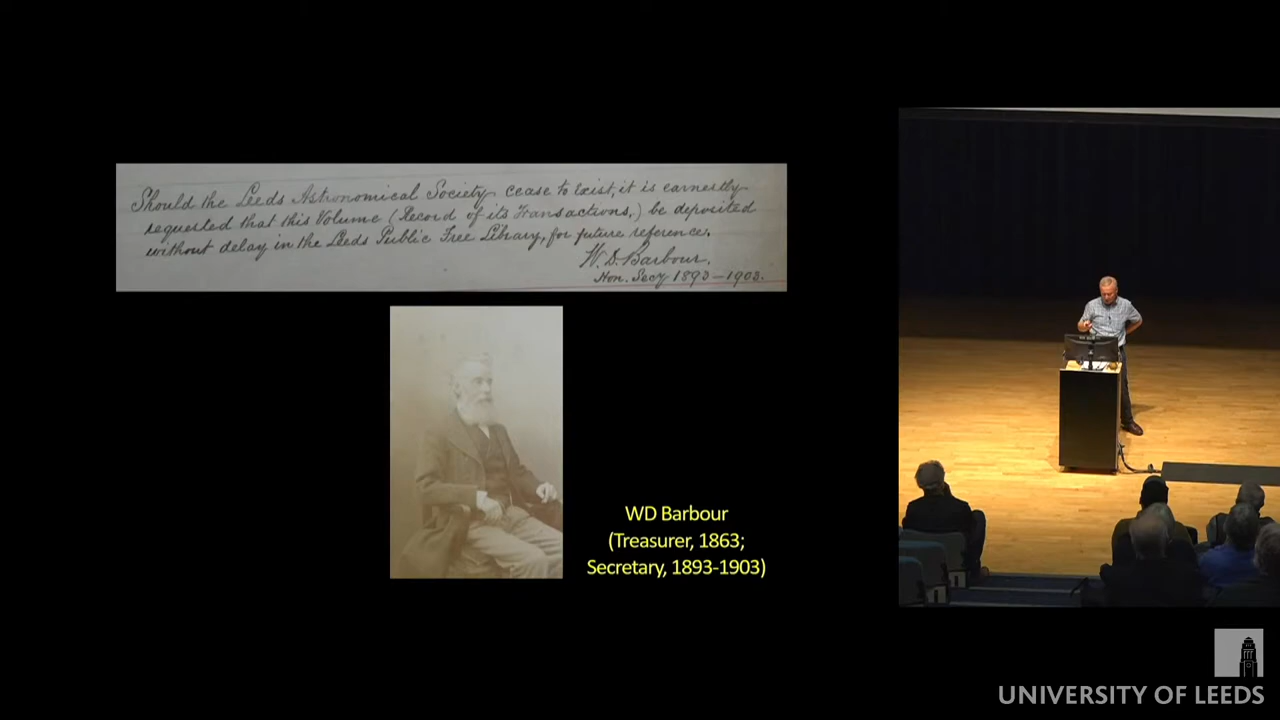 Should the Leeds Astronomical Society cease to Exist, it is earnestly
requested that this Volume (Record of its Transactions,) be deposited
without delay in the Leeds Public Free Library, for future reference.
W. D. Barbour.
Hon. Secy 1893–1903.
WD Barbour
(Treasurer, 1863;
Secretary, 1893-1903)
UNIVERSITY OF LEEDS